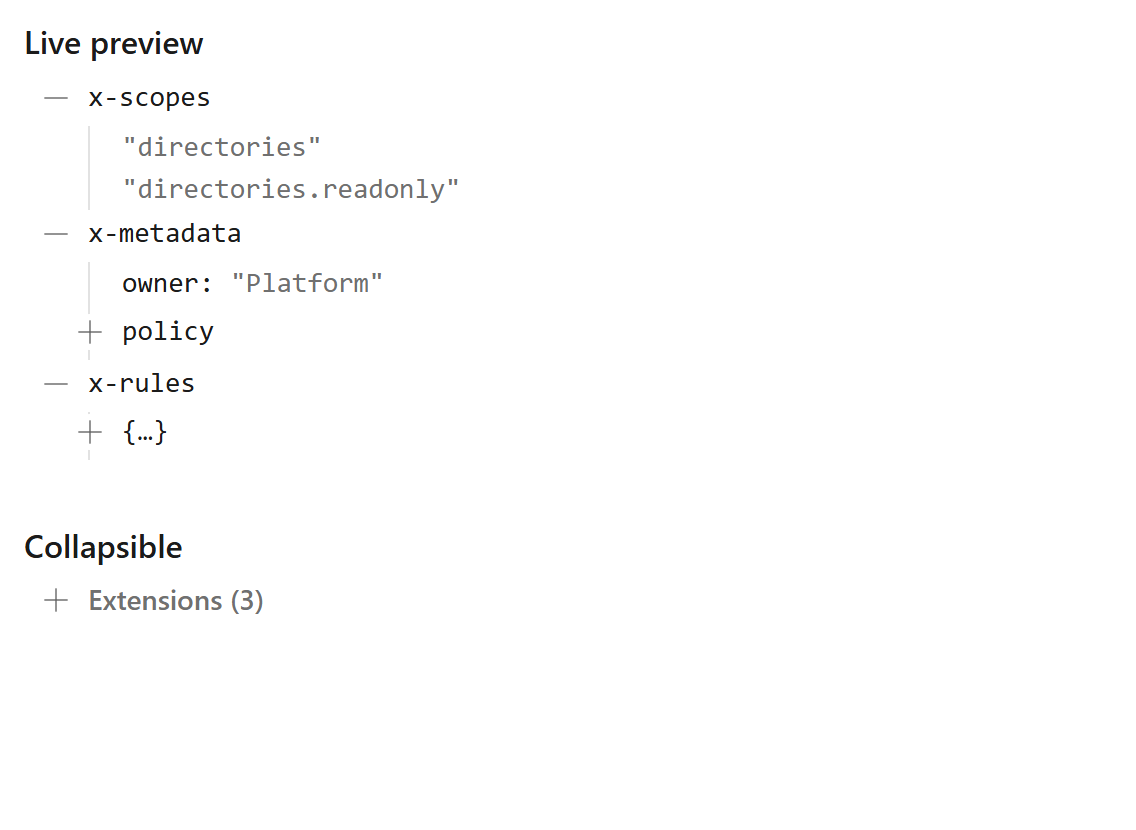 Live preview
x-scopes
"directories"
"directories.readonly"
x-metadata
owner: "Platform"
policy
x-rules
{…}
Collapsible
Extensions (3)